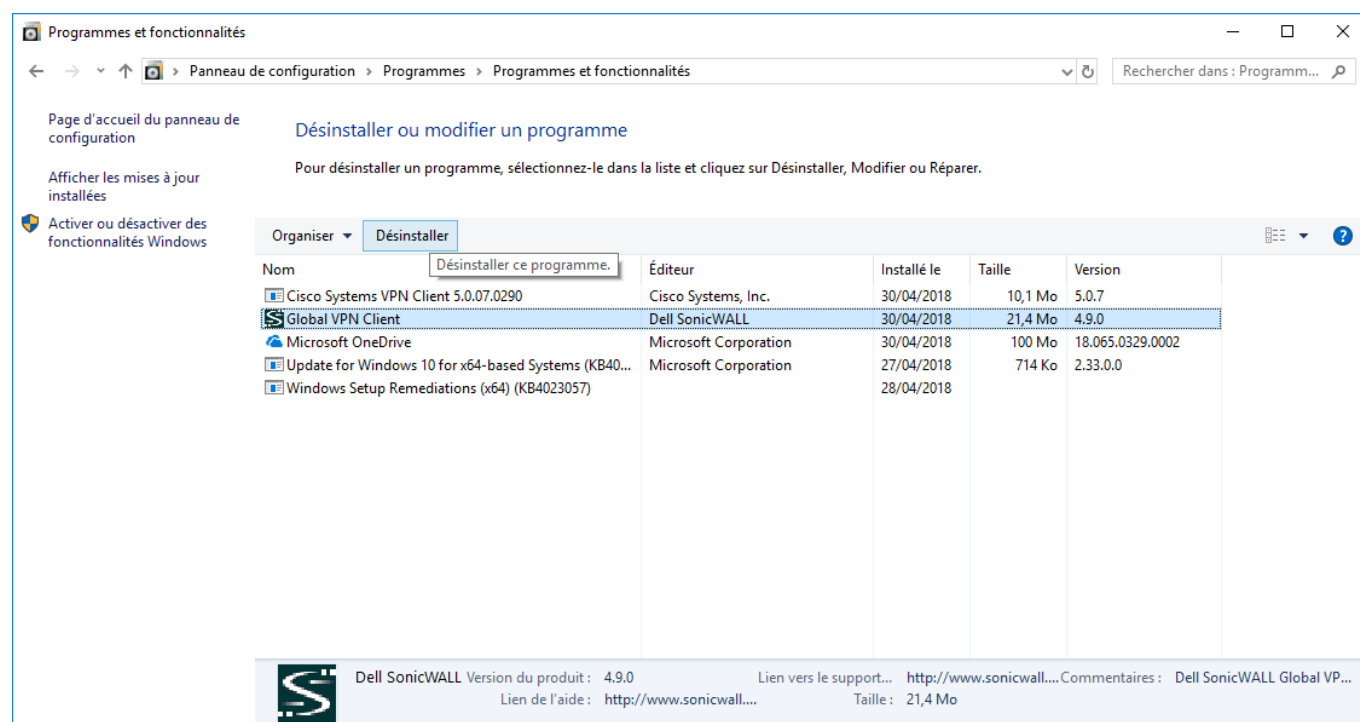 Programmes et fonctionnalités
Panneau de configuration > Programmes > Programmes et fonctionnalités
Rechercher dans : Programm...
Page d'accueil du panneau de
configuration
Afficher les mises à jour
installées
Activer ou désactiver des
fonctionnalités Windows
Désinstaller ou modifier un programme
Pour désinstaller un programme, sélectionnez-le dans la liste et cliquez sur Désinstaller, Modifier ou Réparer.
Organiser Désinstaller
Désinstaller ce programme.
Nom Éditeur Installé le Taille Version
Cisco Systems VPN Client 5.0.07.0290 Cisco Systems, Inc. 30/04/2018 10,1 Mo 5.0.7
Global VPN Client Dell SonicWALL 30/04/2018 21,4 Mo 4.9.0
Microsoft OneDrive Microsoft Corporation 30/04/2018 100 Mo 18.065.0329.0002
Update for Windows 10 for x64-based Systems (KB40... Microsoft Corporation 27/04/2018 714 Ko 2.33.0.0
Windows Setup Remediations (x64) (KB4023057) 28/04/2018
Dell SonicWALL Version du produit : 4.9.0 Lien vers le support... http://www.sonicwall.... Commentaires : Dell SonicWALL Global VP...
Lien de l'aide : http://www.sonicwall.... Taille : 21,4 Mo